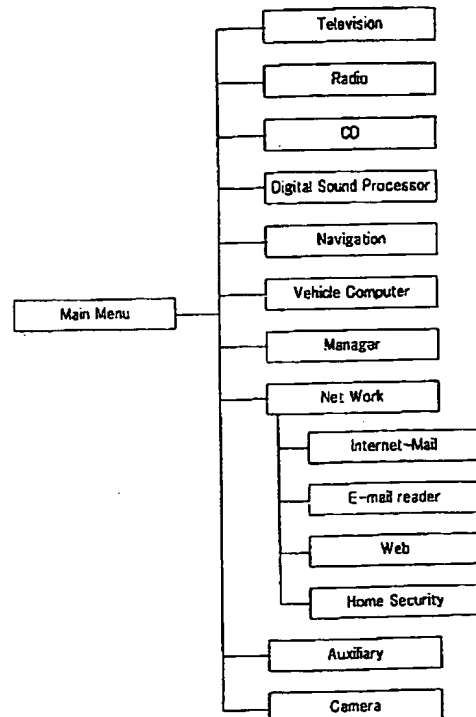 Television
Radio
CD
Digital Sound Processor
Navigation
Vehicle Computer
Main Menu
Manager
Net Work
Internet-Mail
E-mail reader
Web
Home Security
Auxiliary
Camera